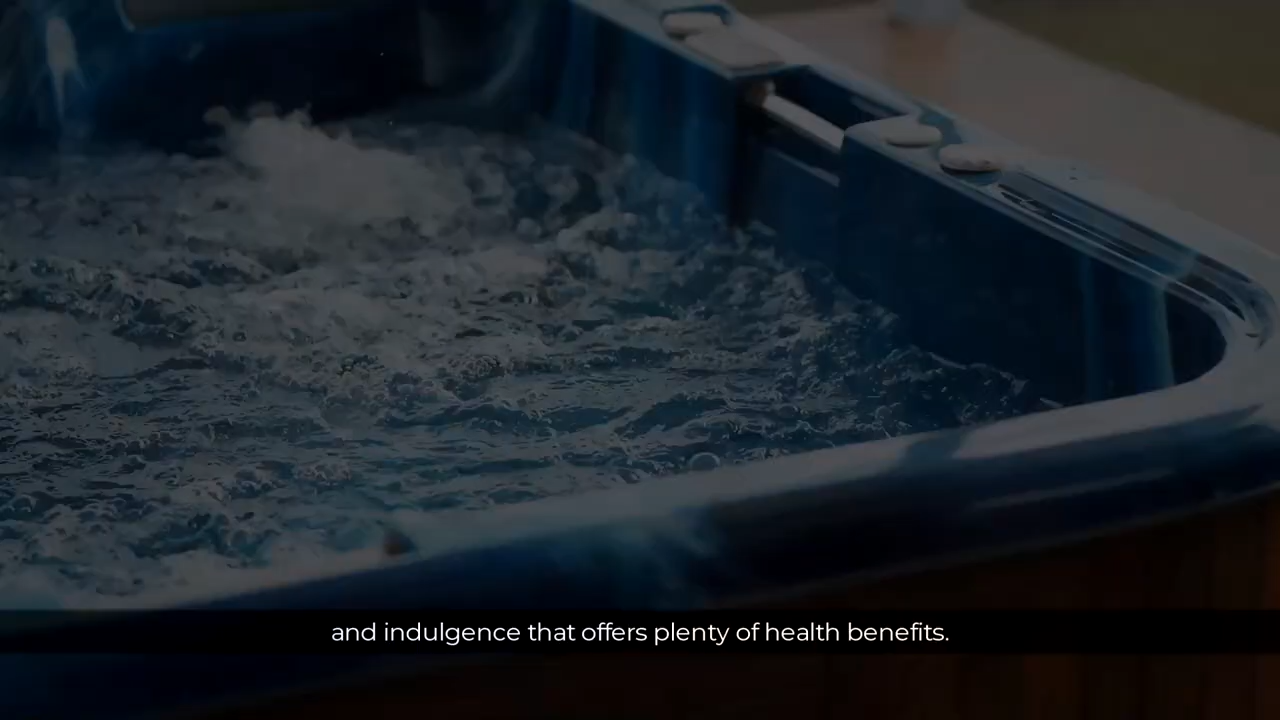 and indulgence that offers plenty of health benefits.